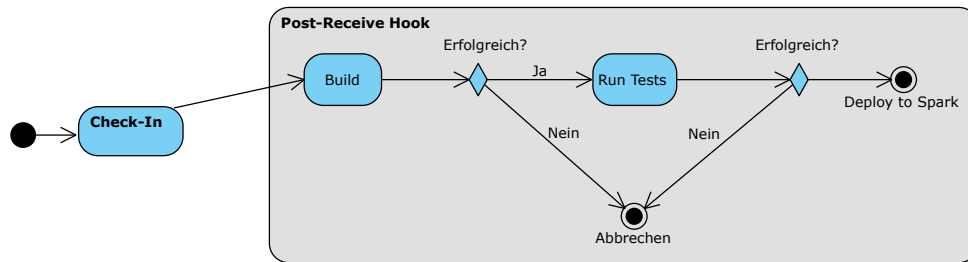 Post-Receive Hook
Erfolgreich?
Erfolgreich?
Build
Ja
Run Tests
Deploy to Spark
Check-In
Nein
Nein
Abbrechen